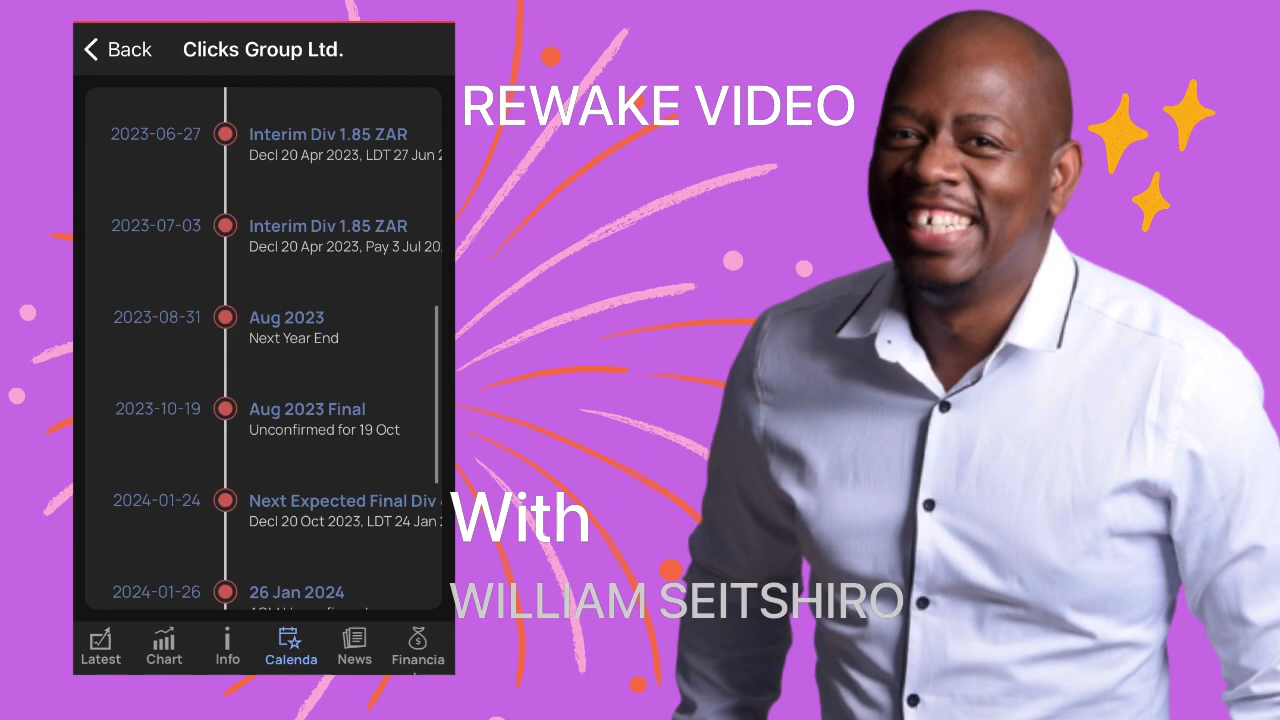 Back
Clicks Group Ltd.
2023-06-27
Interim Div 1.85 ZAR
Decl 20 Apr 2023, LDT 27 Jun 2
2023-07-03
Interim Div 1.85 ZAR
Decl 20 Apr 2023, Pay 3 Jul 20
2023-08-31
Aug 2023
Next Year End
2023-10-19
Aug 2023 Final
Unconfirmed for 19 Oct
2024-01-24
Next Expected Final Div
Decl 20 Oct 2023, LDT 24 Jan
2024-01-26
26 Jan 2024
Latest
Chart
Info
Calenda
News
Financia
REWAKE VIDEO
With
WILLIAM SEITSHIRO